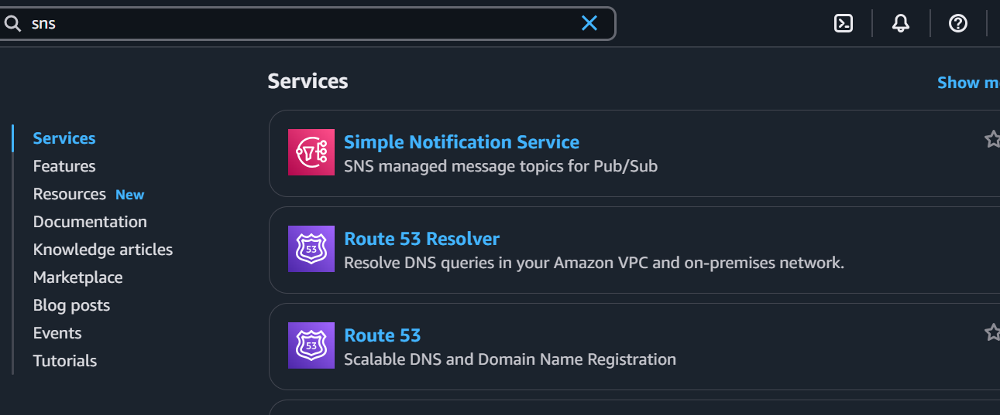 sns
Services
Show m
Services
Features
Resources New
Documentation
Knowledge articles
Marketplace
Blog posts
Events
Tutorials
Simple Notification Service
SNS managed message topics for Pub/Sub
53
Route 53 Resolver
Resolve DNS queries in your Amazon VPC and on-premises network.
53
Route 53
Scalable DNS and Domain Name Registration